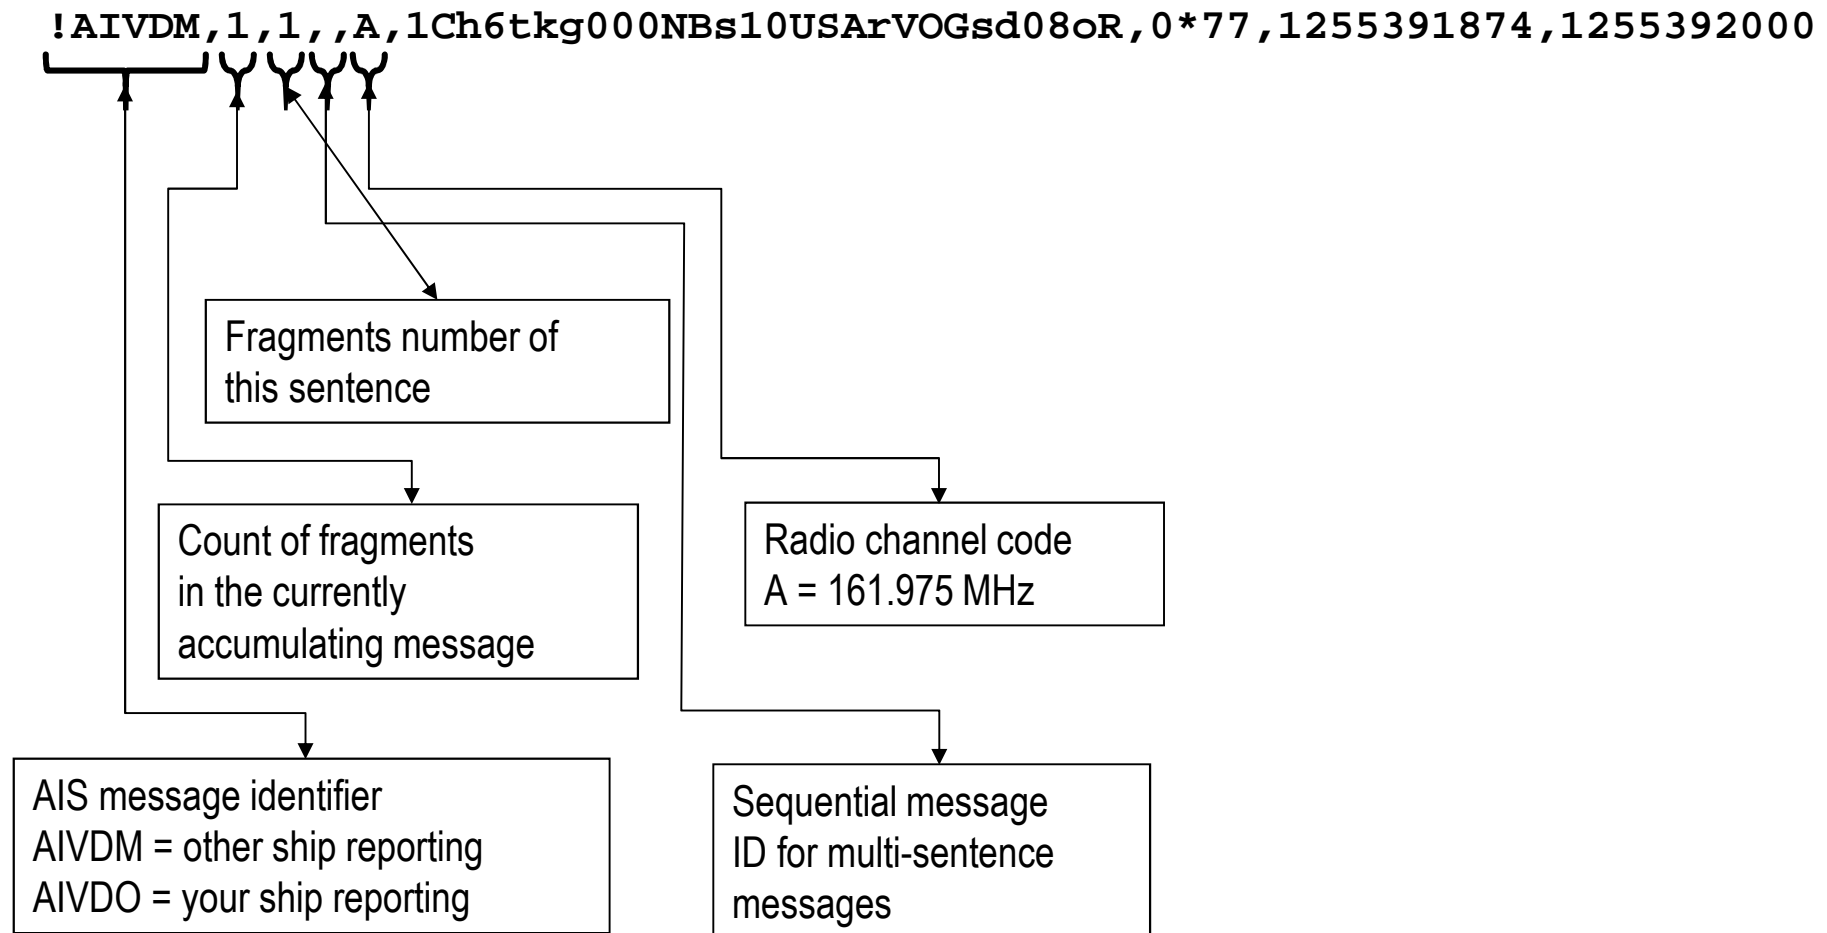 !AIVDM,1,1,,A,1Ch6tkg000NBs10USArVOGsd08oR,0*77,1255391874,1255392000
Fragments number of
this sentence
Count of fragments
in the currently
accumulating message
Radio channel code
A = 161.975 MHz
AIS message identifier
AIVDM = other ship reporting
AIVDO = your ship reporting
Sequential message
ID for multi-sentence
messages